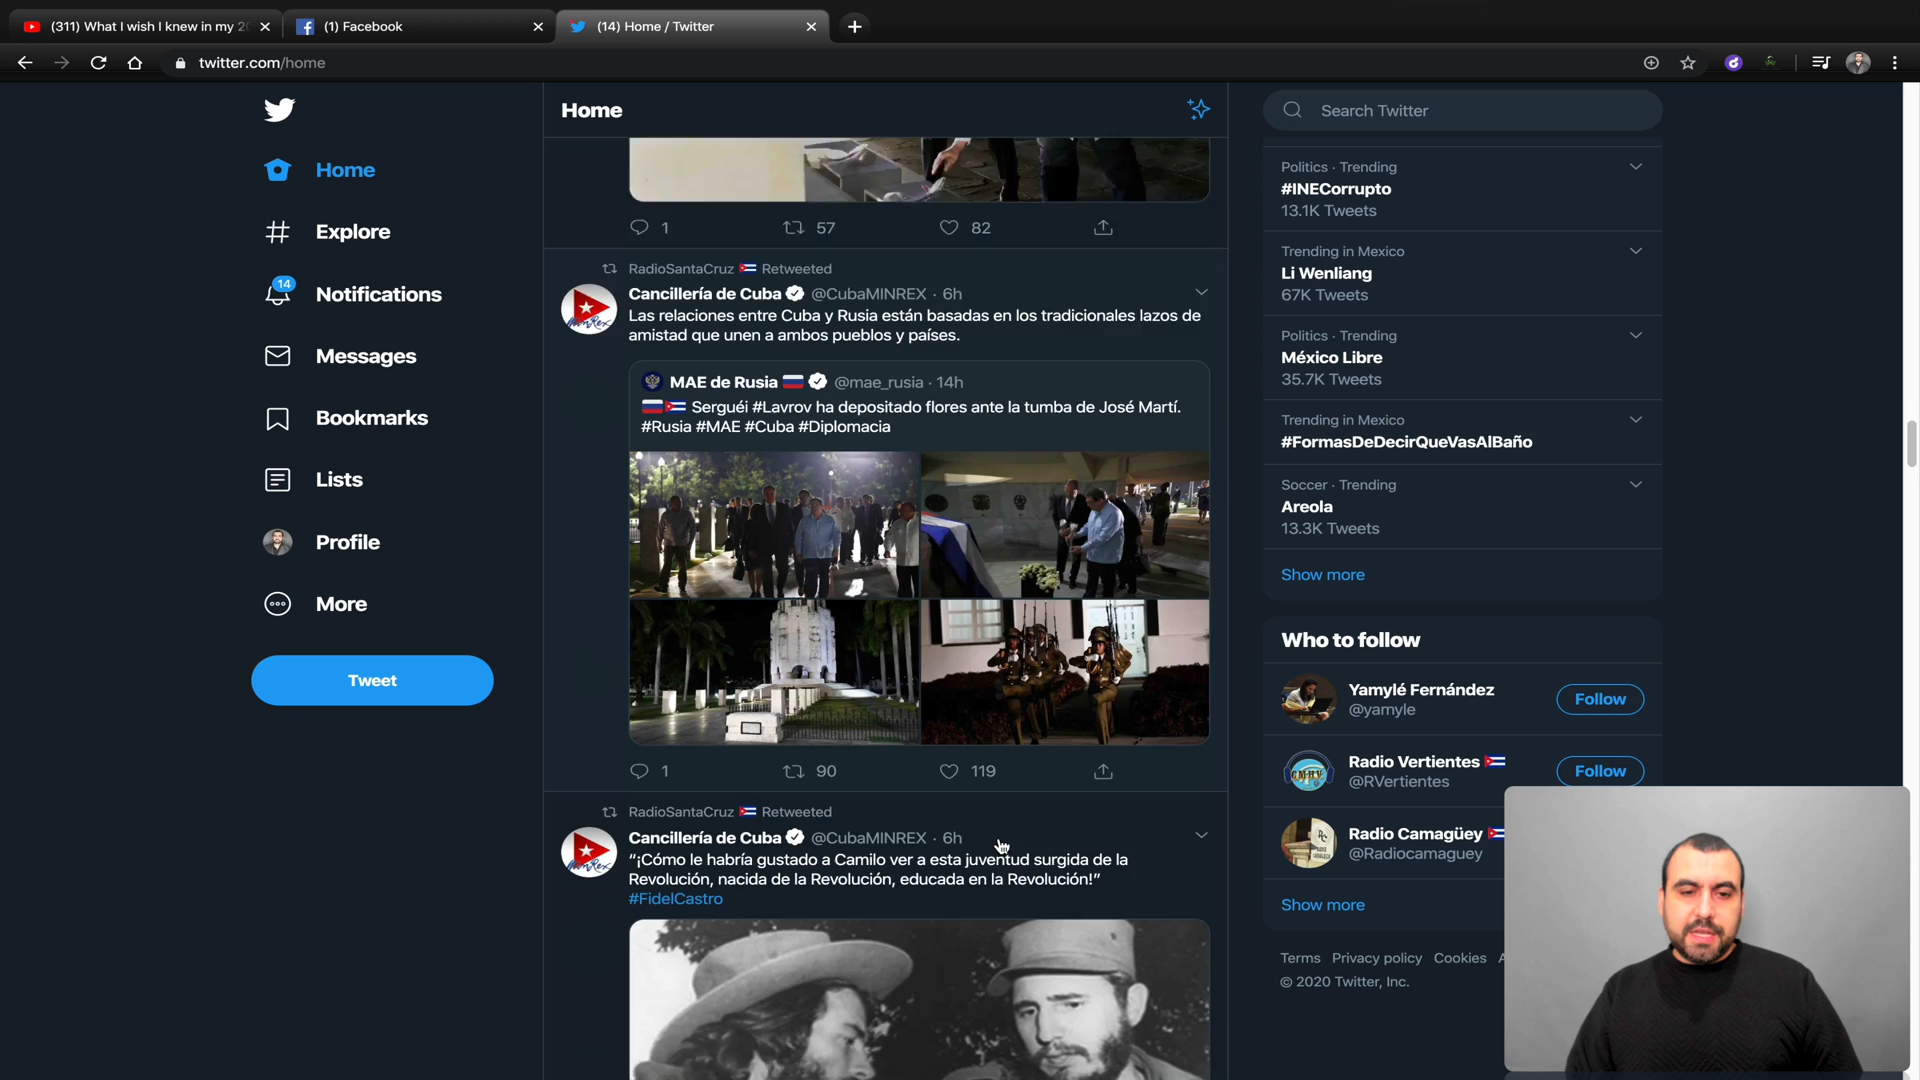 (311) What I wish I knew in my 2
(1) Facebook
(14) Home / Twitter
twitter.com/home
Home
Explore
14
Notifications
Messages
Bookmarks
Lists
Profile
More
Tweet
Home
1
57
82
RadioSantaCruz Retweeted
Cancillería de Cuba @CubaMINREX · 6h
Las relaciones entre Cuba y Rusia están basadas en los tradicionales lazos de
amistad que unen a ambos pueblos y países.
MAE de Rusia @mae_rusia · 14h
Serguéi #Lavrov ha depositado flores ante la tumba de José Martí.
#Rusia #MAE #Cuba #Diplomacia
1
90
119
RadioSantaCruz Retweeted
Cancillería de Cuba @CubaMINREX · 6h
“¡Cómo le habría gustado a Camilo ver a esta juventud surgida de la
Revolución, nacida de la Revolución, educada en la Revolución!”
#FidelCastro
Search Twitter
Politics · Trending
#INECorrupto
13.1K Tweets
Trending in Mexico
Li Wenliang
67K Tweets
Politics · Trending
México Libre
35.7K Tweets
Trending in Mexico
#FormasDeDecirQueVasAlBaño
Soccer · Trending
Areola
13.3K Tweets
Show more
Who to follow
Yamylé Fernández
@yamyle
Follow
Radio Vertientes
@RVertientes
Follow
Radio Camagüey
@Radiocamaguey
Show more
Terms Privacy policy Cookies
© 2020 Twitter, Inc.